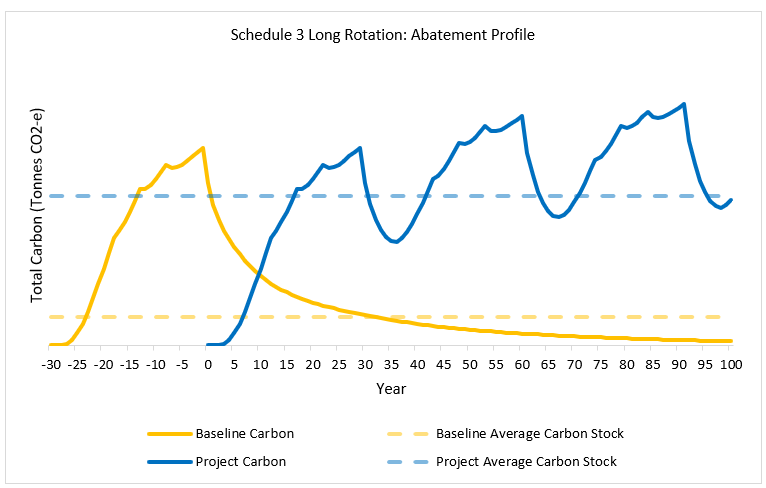 Schedule 3 Long Rotation: Abatement Profile
Total Carbon (Tonnes CO2-e)
-30 -25 -20 -15 -10 -5 0 5 10 15 20 25 30 35 40 45 50 55 60 65 70 75 80 85 90 95 100
Year
Baseline Carbon Baseline Average Carbon Stock
Project Carbon Project Average Carbon Stock